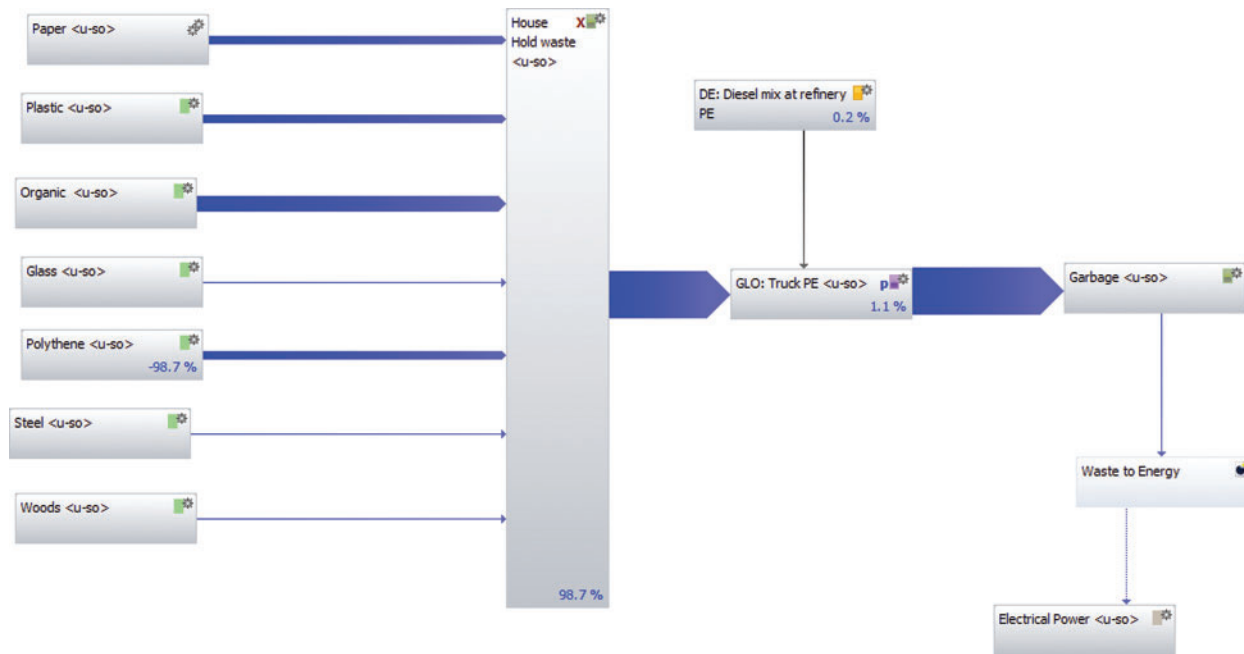 Paper <u-so>
Plastic <u-so>
Organic <u-so>
Glass <u-so>
Polythene <u-so>
-98.7 %
Steel <u-so>
Woods <u-so>
House X
Hold waste
<u-so>
98.7 %
DE: Diesel mix at refinery
PE
0.2 %
GLO: Truck PE <u-so> p
1.1 %
Garbage <u-so>
Waste to Energy
Electrical Power <u-so>